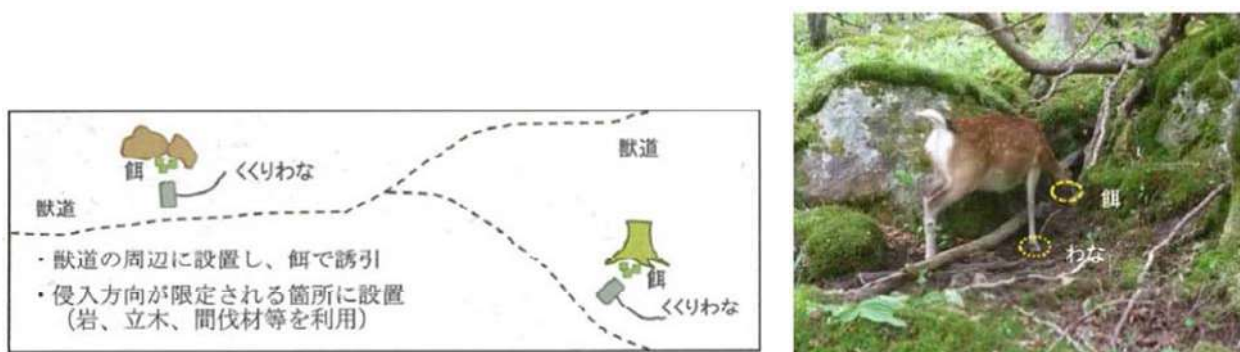 餌
くくりわな
獣道
獣道
餌
くくりわな
・獣道の周辺に設置し、餌で誘引
・侵入方向が限定される箇所に設置
（岩、立木、間伐材等を利用）
餌
わな